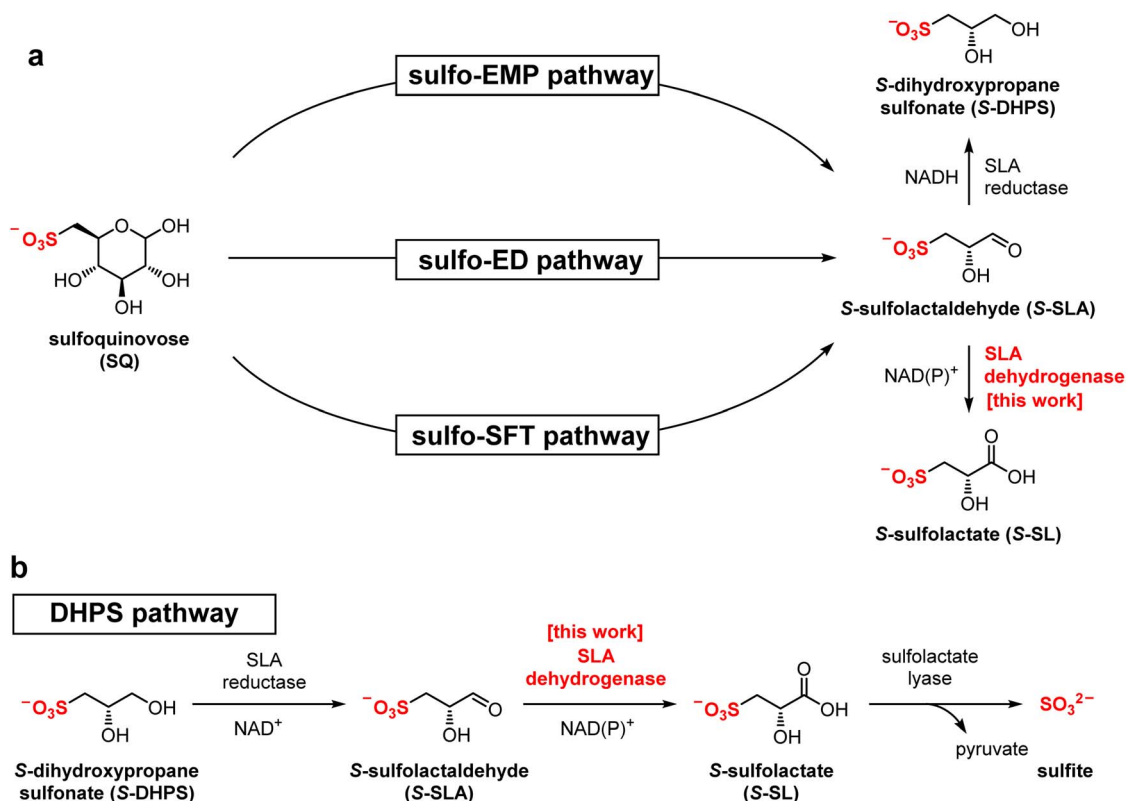 a
sulfo-EMP pathway
sulfo-ED pathway
sulfo-SFT pathway
⁻O₃S
O
OH
HO
OH
OH
sulfoquinovose
(SQ)
⁻O₃S
OH
OH
S-dihydroxypropane
sulfonate (S-DHPS)
NADH
SLA
reductase
⁻O₃S
O
OH
S-sulfolactaldehyde (S-SLA)
NAD(P)⁺
SLA
dehydrogenase
[this work]
O
⁻O₃S
OH
OH
S-sulfolactate (S-SL)
b
DHPS pathway
⁻O₃S
OH
OH
S-dihydroxypropane
sulfonate (S-DHPS)
SLA
reductase
NAD⁺
⁻O₃S
O
OH
S-sulfolactaldehyde
(S-SLA)
[this work]
SLA
dehydrogenase
NAD(P)⁺
O
⁻O₃S
OH
OH
S-sulfolactate
(S-SL)
sulfolactate
lyase
pyruvate
SO₃²⁻
sulfite